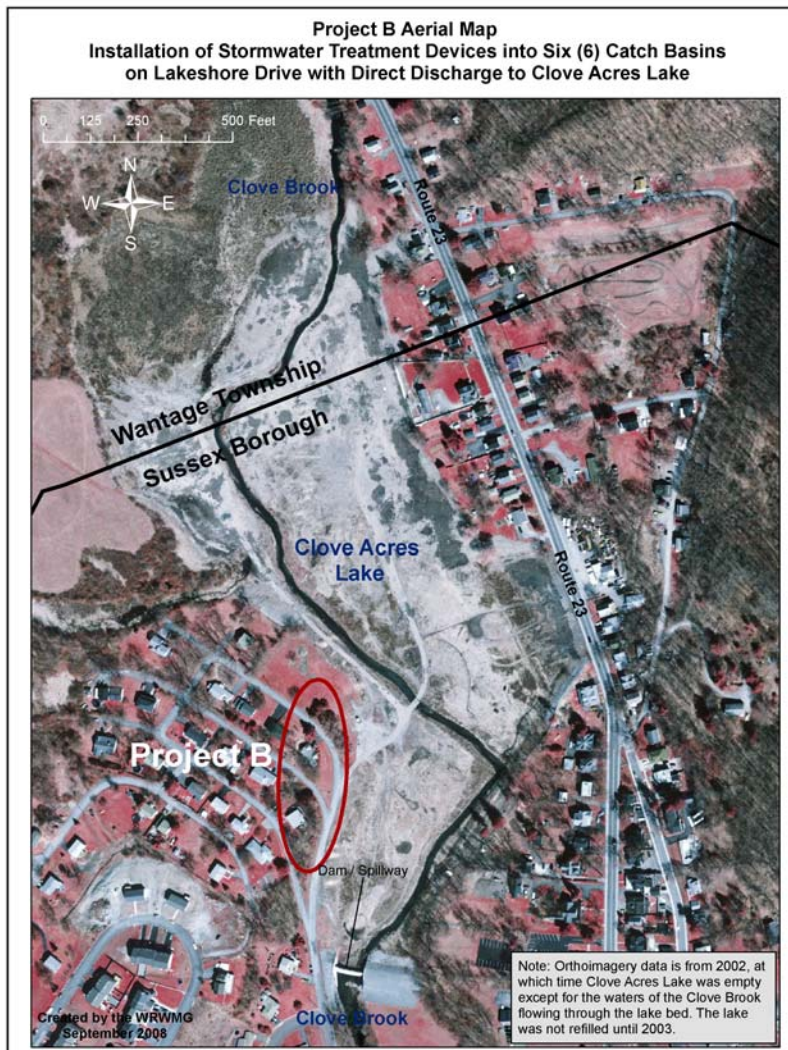 Project B Aerial Map
Installation of Stormwater Treatment Devices into Six (6) Catch Basins
on Lakeshore Drive with Direct Discharge to Clove Acres Lake
0 125 250 500 Feet
N
W E
S
Clove Brook
Route 23
Wantage Township
Sussex Borough
Clove Acres
Lake
Route 23
Project B
Dam / Spillway
Note: Orthoimagery data is from 2002, at
which time Clove Acres Lake was empty
except for the waters of the Clove Brook
flowing through the lake bed. The lake
was not refilled until 2003.
Created by the WRWMG
September 2008
Clove Brook